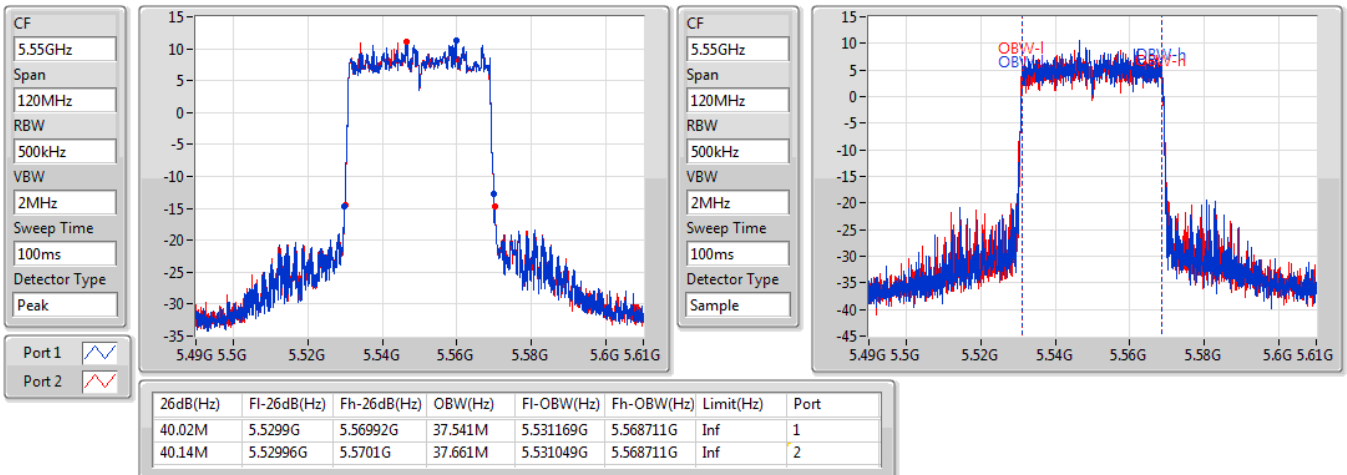 CF
5.55GHz
Span
120MHz
RBW
500kHz
VBW
2MHz
Sweep Time
100ms
Detector Type
Peak
Port 1
Port 2
15
10
5
0
-5
-10
-15
-20
-25
-30
-35
5.49G 5.5G 5.52G 5.54G 5.56G 5.58G 5.6G 5.61G
CF
5.55GHz
Span
120MHz
RBW
500kHz
VBW
2MHz
Sweep Time
100ms
Detector Type
Sample
15
10
5
0
-5
-10
-15
-20
-25
-30
-35
-40
-45
OBW-l
OBW
OBW-h
5.49G 5.5G 5.52G 5.54G 5.56G 5.58G 5.6G 5.61G
26dB(Hz) Fl-26dB(Hz) Fh-26dB(Hz) OBW(Hz) Fl-OBW(Hz) Fh-OBW(Hz) Limit(Hz) Port
40.02M 5.5299G 5.56992G 37.541M 5.531169G 5.568711G Inf 1
40.14M 5.52996G 5.5701G 37.661M 5.531049G 5.568711G Inf 2